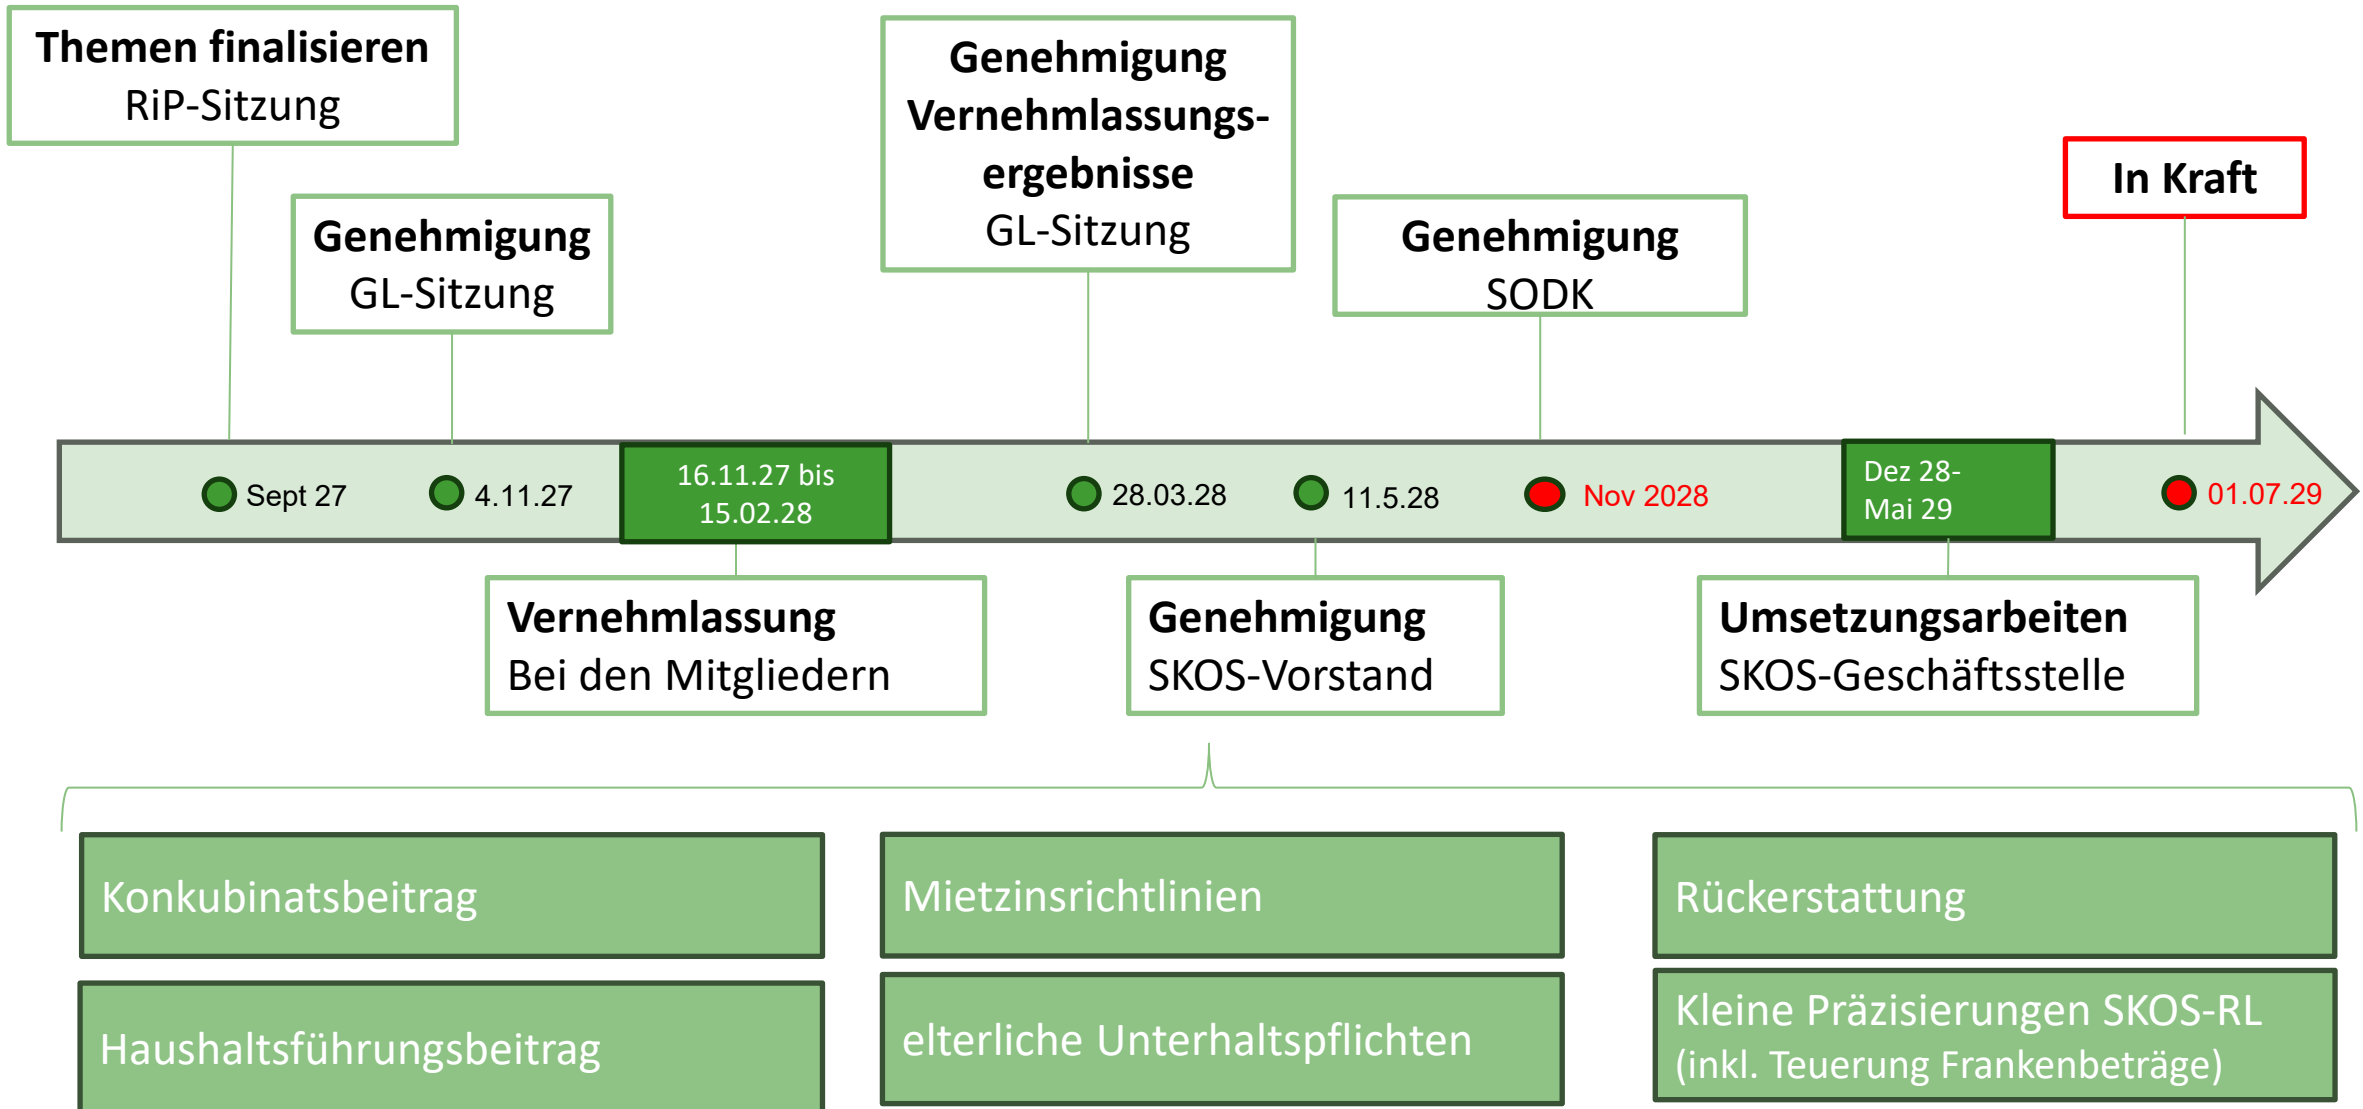 Themen finalisieren
RiP-Sitzung
Genehmigung
GL-Sitzung
Genehmigung
Vernehmlassungs-
ergebnisse
GL-Sitzung
Genehmigung
SODK
In Kraft
Sept 27
4.11.27
16.11.27 bis
15.02.28
28.03.28
11.5.28
Nov 2028
Dez 28-
Mai 29
01.07.29
Vernehmlassung
Bei den Mitgliedern
Genehmigung
SKOS-Vorstand
Umsetzungsarbeiten
SKOS-Geschäftsstelle
Konkubinatsbeitrag
Mietzinsrichtlinien
Rückerstattung
Haushaltsführungsbeitrag
elterliche Unterhaltspflichten
Kleine Präzisierungen SKOS-RL
(inkl. Teuerung Frankenbeträge)